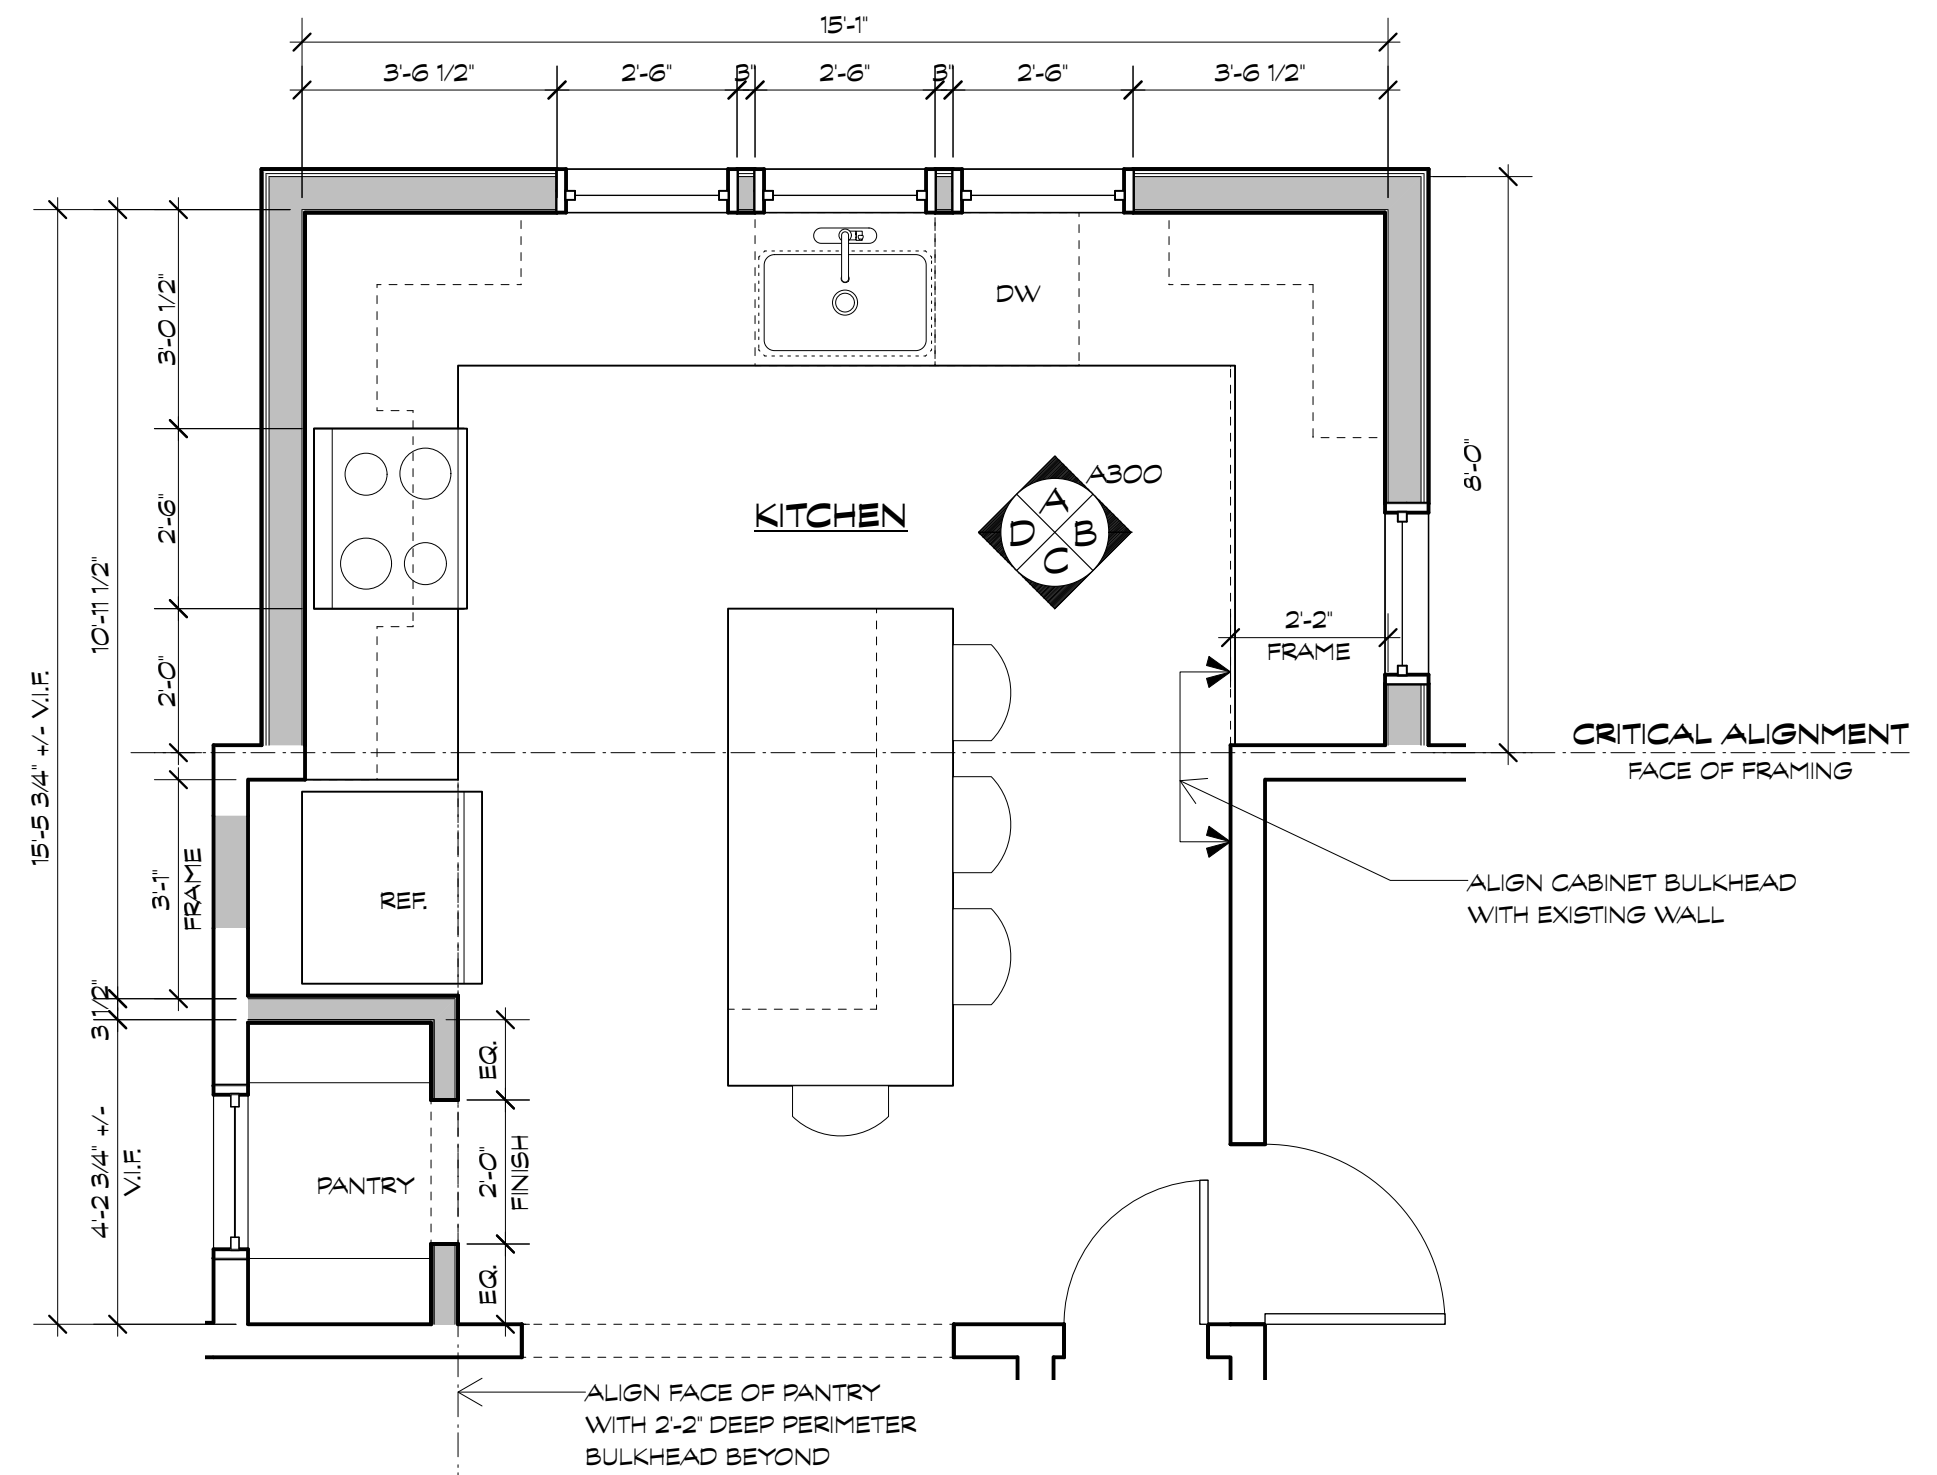 15'-1"
3'-6 1/2"
2'-6"
3"
2'-6"
3"
2'-6"
3'-6 1/2"
3'-0 1/2"
DW
8'-0"
2'-6"
KITCHEN
A300
A
D
B
C
10'-11 1/2"
2'-0"
2'-2"
FRAME
15'-5 3/4" +/- V.I.F.
CRITICAL ALIGNMENT
FACE OF FRAMING
3'-1"
FRAME
REF.
ALIGN CABINET BULKHEAD
WITH EXISTING WALL
3 1/2"
EQ.
4'-2 3/4" +/-
V.I.F.
PANTRY
2'-0"
FINISH
EQ.
ALIGN FACE OF PANTRY
WITH 2'-2" DEEP PERIMETER
BULKHEAD BEYOND